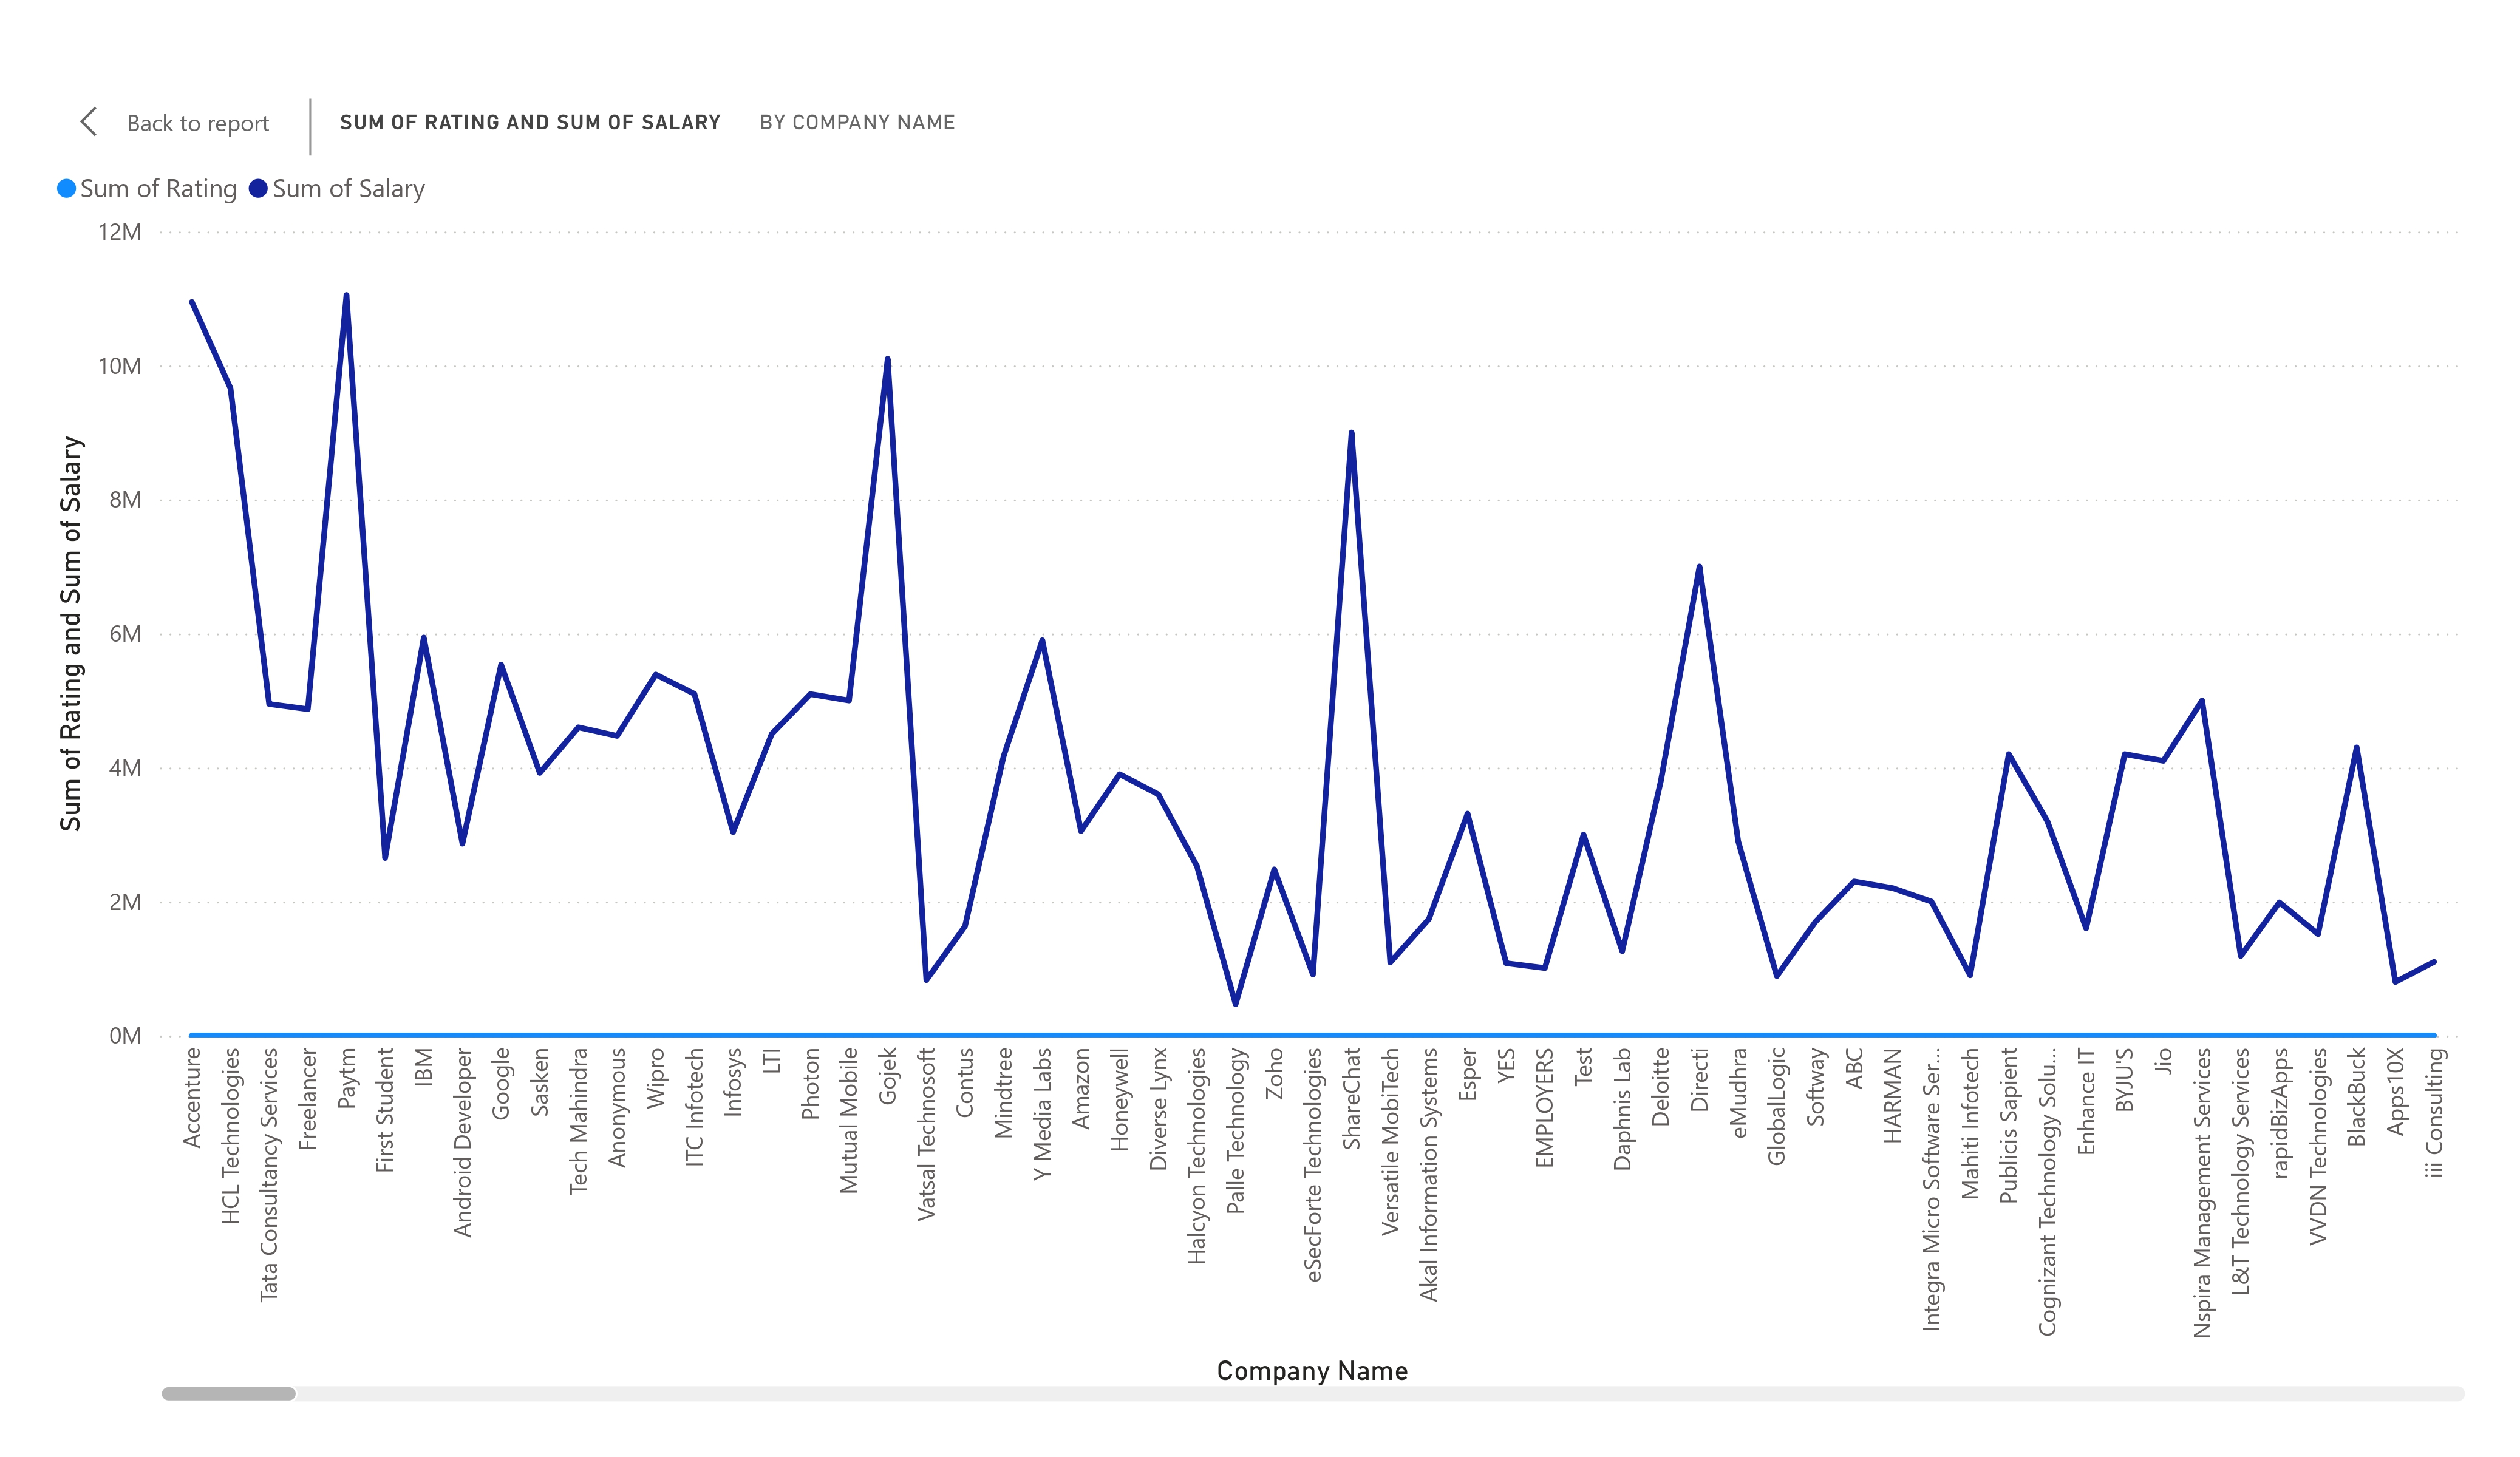 Back to report
SUM OF RATING AND SUM OF SALARY BY COMPANY NAME
Sum of Rating Sum of Salary
12M
10M
8M
6M
4M
2M
0M
Sum of Rating and Sum of Salary
Accenture
HCL Technologies
Tata Consultancy Services
Freelancer
Paytm
First Student
IBM
Android Developer
Google
Sasken
Tech Mahindra
Anonymous
Wipro
ITC Infotech
Infosys
LTI
Photon
Mutual Mobile
Gojek
Vatsal Technosoft
Contus
Mindtree
Y Media Labs
Amazon
Honeywell
Diverse Lynx
Halcyon Technologies
Palle Technology
Zoho
eSecForte Technologies
ShareChat
Versatile MobiTech
Akal Information Systems
Esper
YES
EMPLOYERS
Test
Daphnis Lab
Deloitte
Directi
eMudhra
GlobalLogic
Softway
ABC
HARMAN
Integra Micro Software Ser...
Mahiti Infotech
Publicis Sapient
Cognizant Technology Solu...
Enhance IT
BYJU'S
Jio
Nspira Management Services
L&T Technology Services
rapidBizApps
VVDN Technologies
BlackBuck
Apps10X
iii Consulting
Company Name